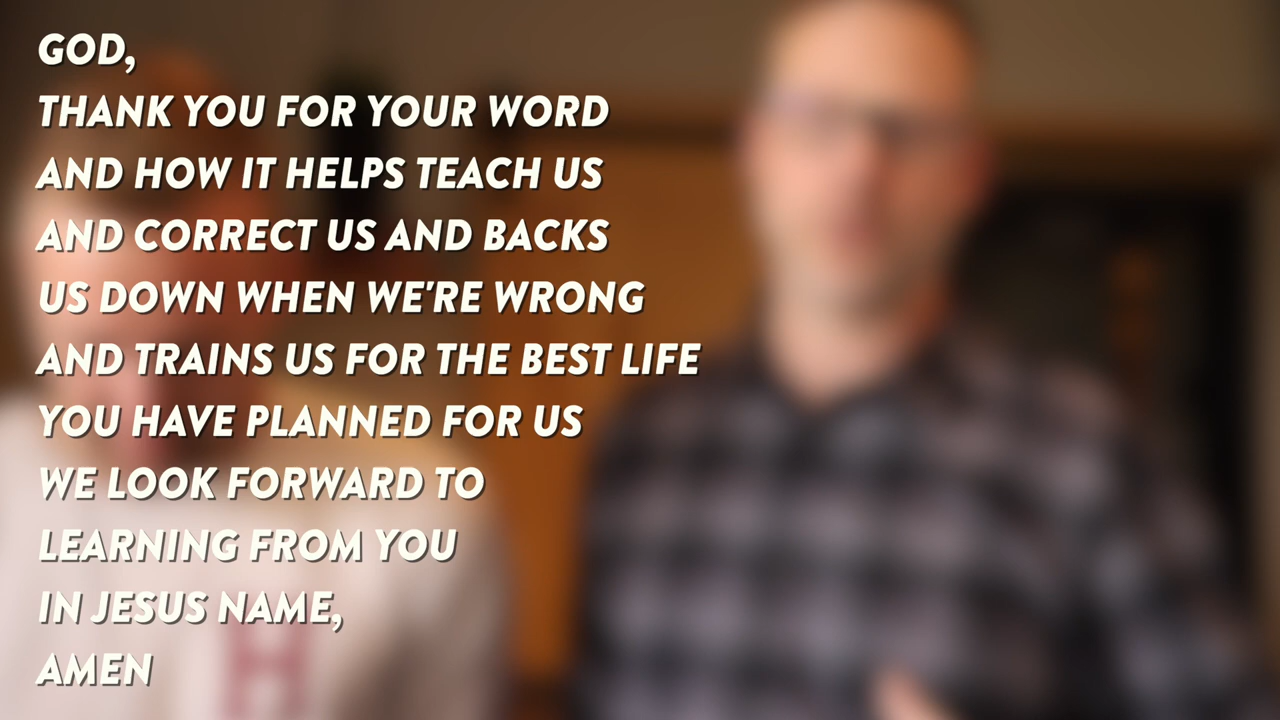 GOD,
THANK YOU FOR YOUR WORD
AND HOW IT HELPS TEACH US
AND CORRECT US AND BACKS
US DOWN WHEN WE'RE WRONG
AND TRAINS US FOR THE BEST LIFE
YOU HAVE PLANNED FOR US
WE LOOK FORWARD TO
LEARNING FROM YOU
IN JESUS NAME,
AMEN
H